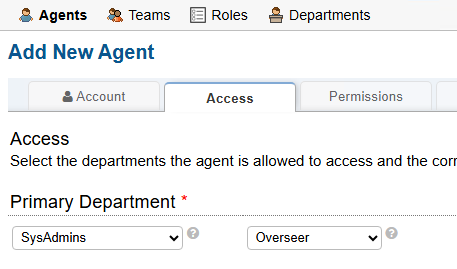 Agents Teams Roles Departments
Add New Agent
Account Access Permissions
Access
Select the departments the agent is allowed to access and the corr
Primary Department *
SysAdmins ? Overseer ?